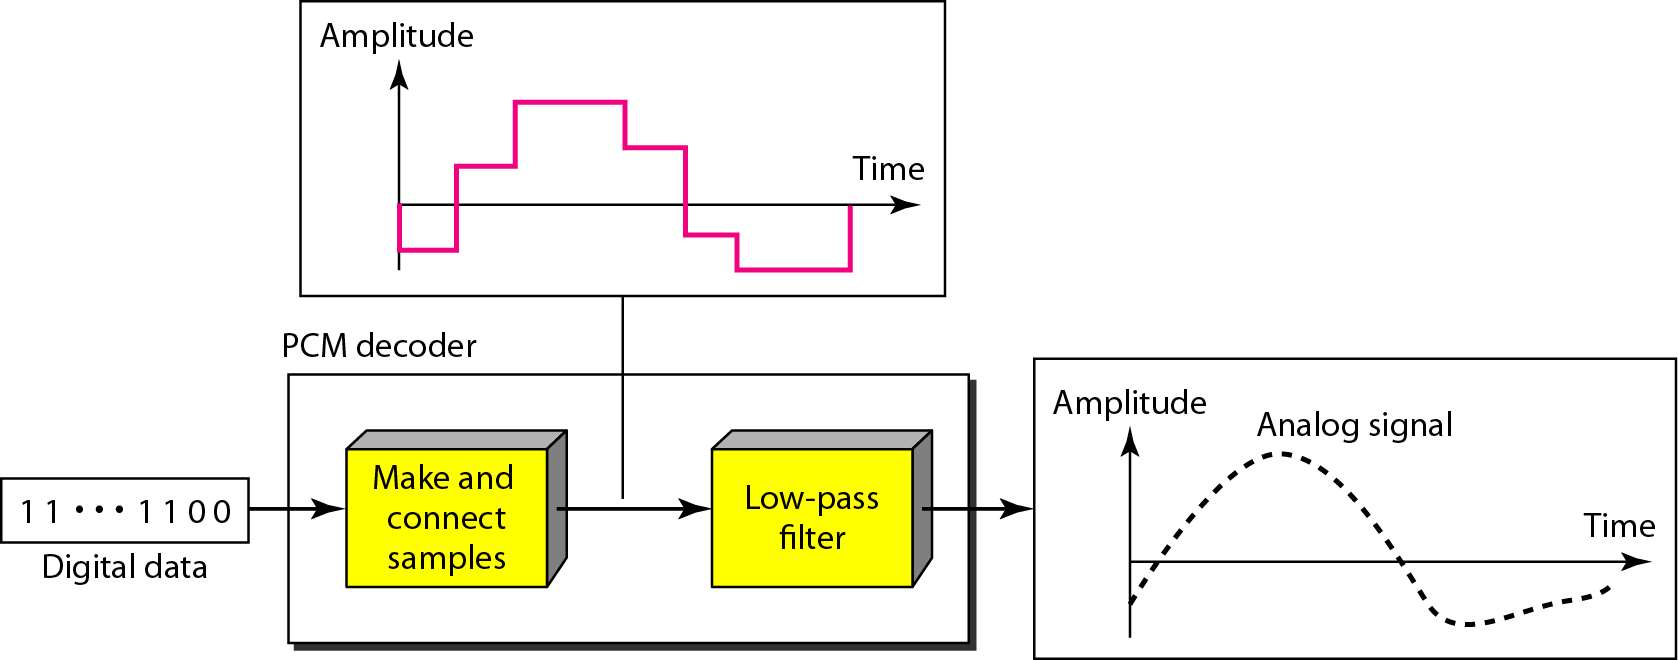 Amplitude
Time
PCM decoder
Make and
connect
samples
Low-pass
filter
1 1 • • • 1 1 0 0
Digital data
Amplitude
Analog signal
Time